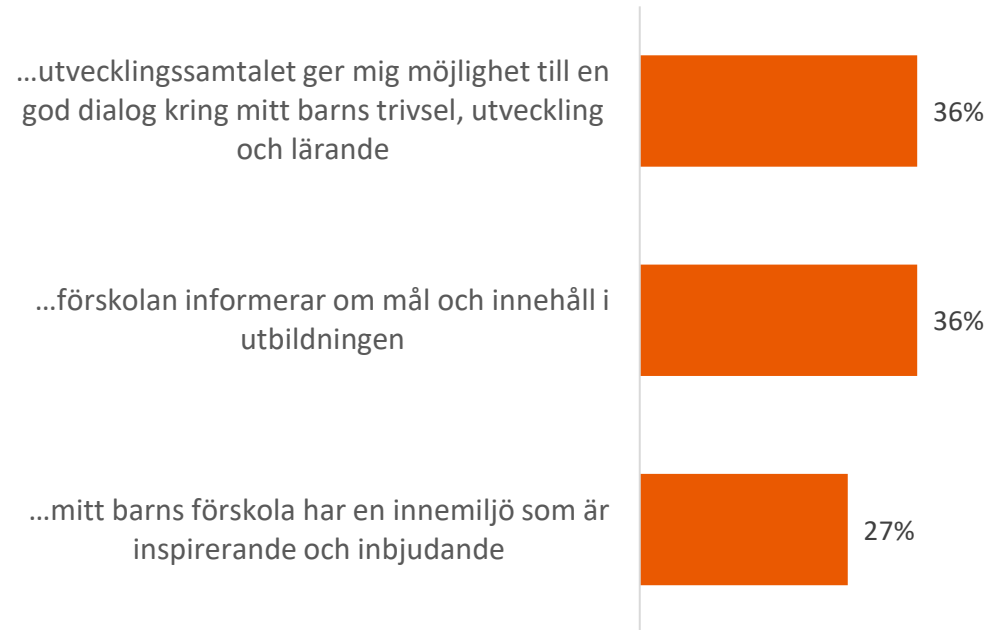 ...utvecklingssamtalet ger mig möjlighet till en
god dialog kring mitt barns trivsel, utveckling
och lärande
36%
...förskolan informerar om mål och innehåll i
utbildningen
36%
...mitt barns förskola har en innemiljö som är
inspirerande och inbjudande
27%